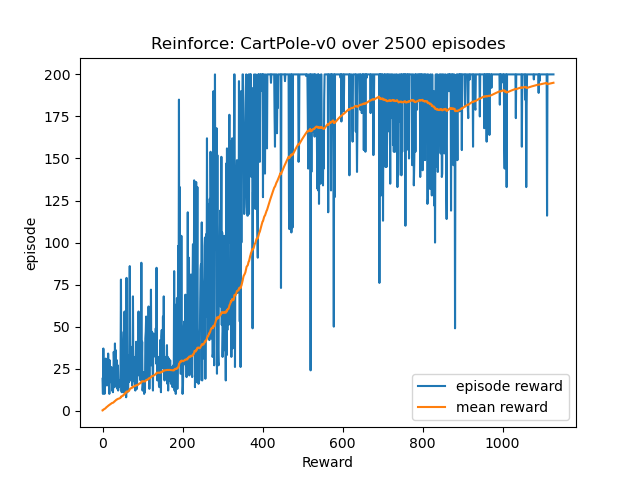 Reinforce: CartPole-v0 over 2500 episodes
200
175
150
125
100
75
50
25
0
episode
episode reward
mean reward
0 200 400 600 800 1000
Reward